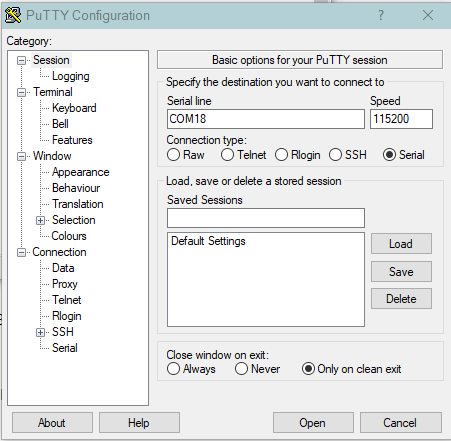 PuTTY Configuration
Category:
Session
Logging
Terminal
Keyboard
Bell
Features
Window
Appearance
Behaviour
Translation
Selection
Colours
Connection
Data
Proxy
Telnet
Rlogin
SSH
Serial
Basic options for your PuTTY session
Specify the destination you want to connect to
Serial line Speed
COM18 115200
Connection type:
Raw Telnet Rlogin SSH Serial
Load, save or delete a stored session
Saved Sessions
Default Settings
Load
Save
Delete
Close window on exit:
Always Never Only on clean exit
About Help Open Cancel